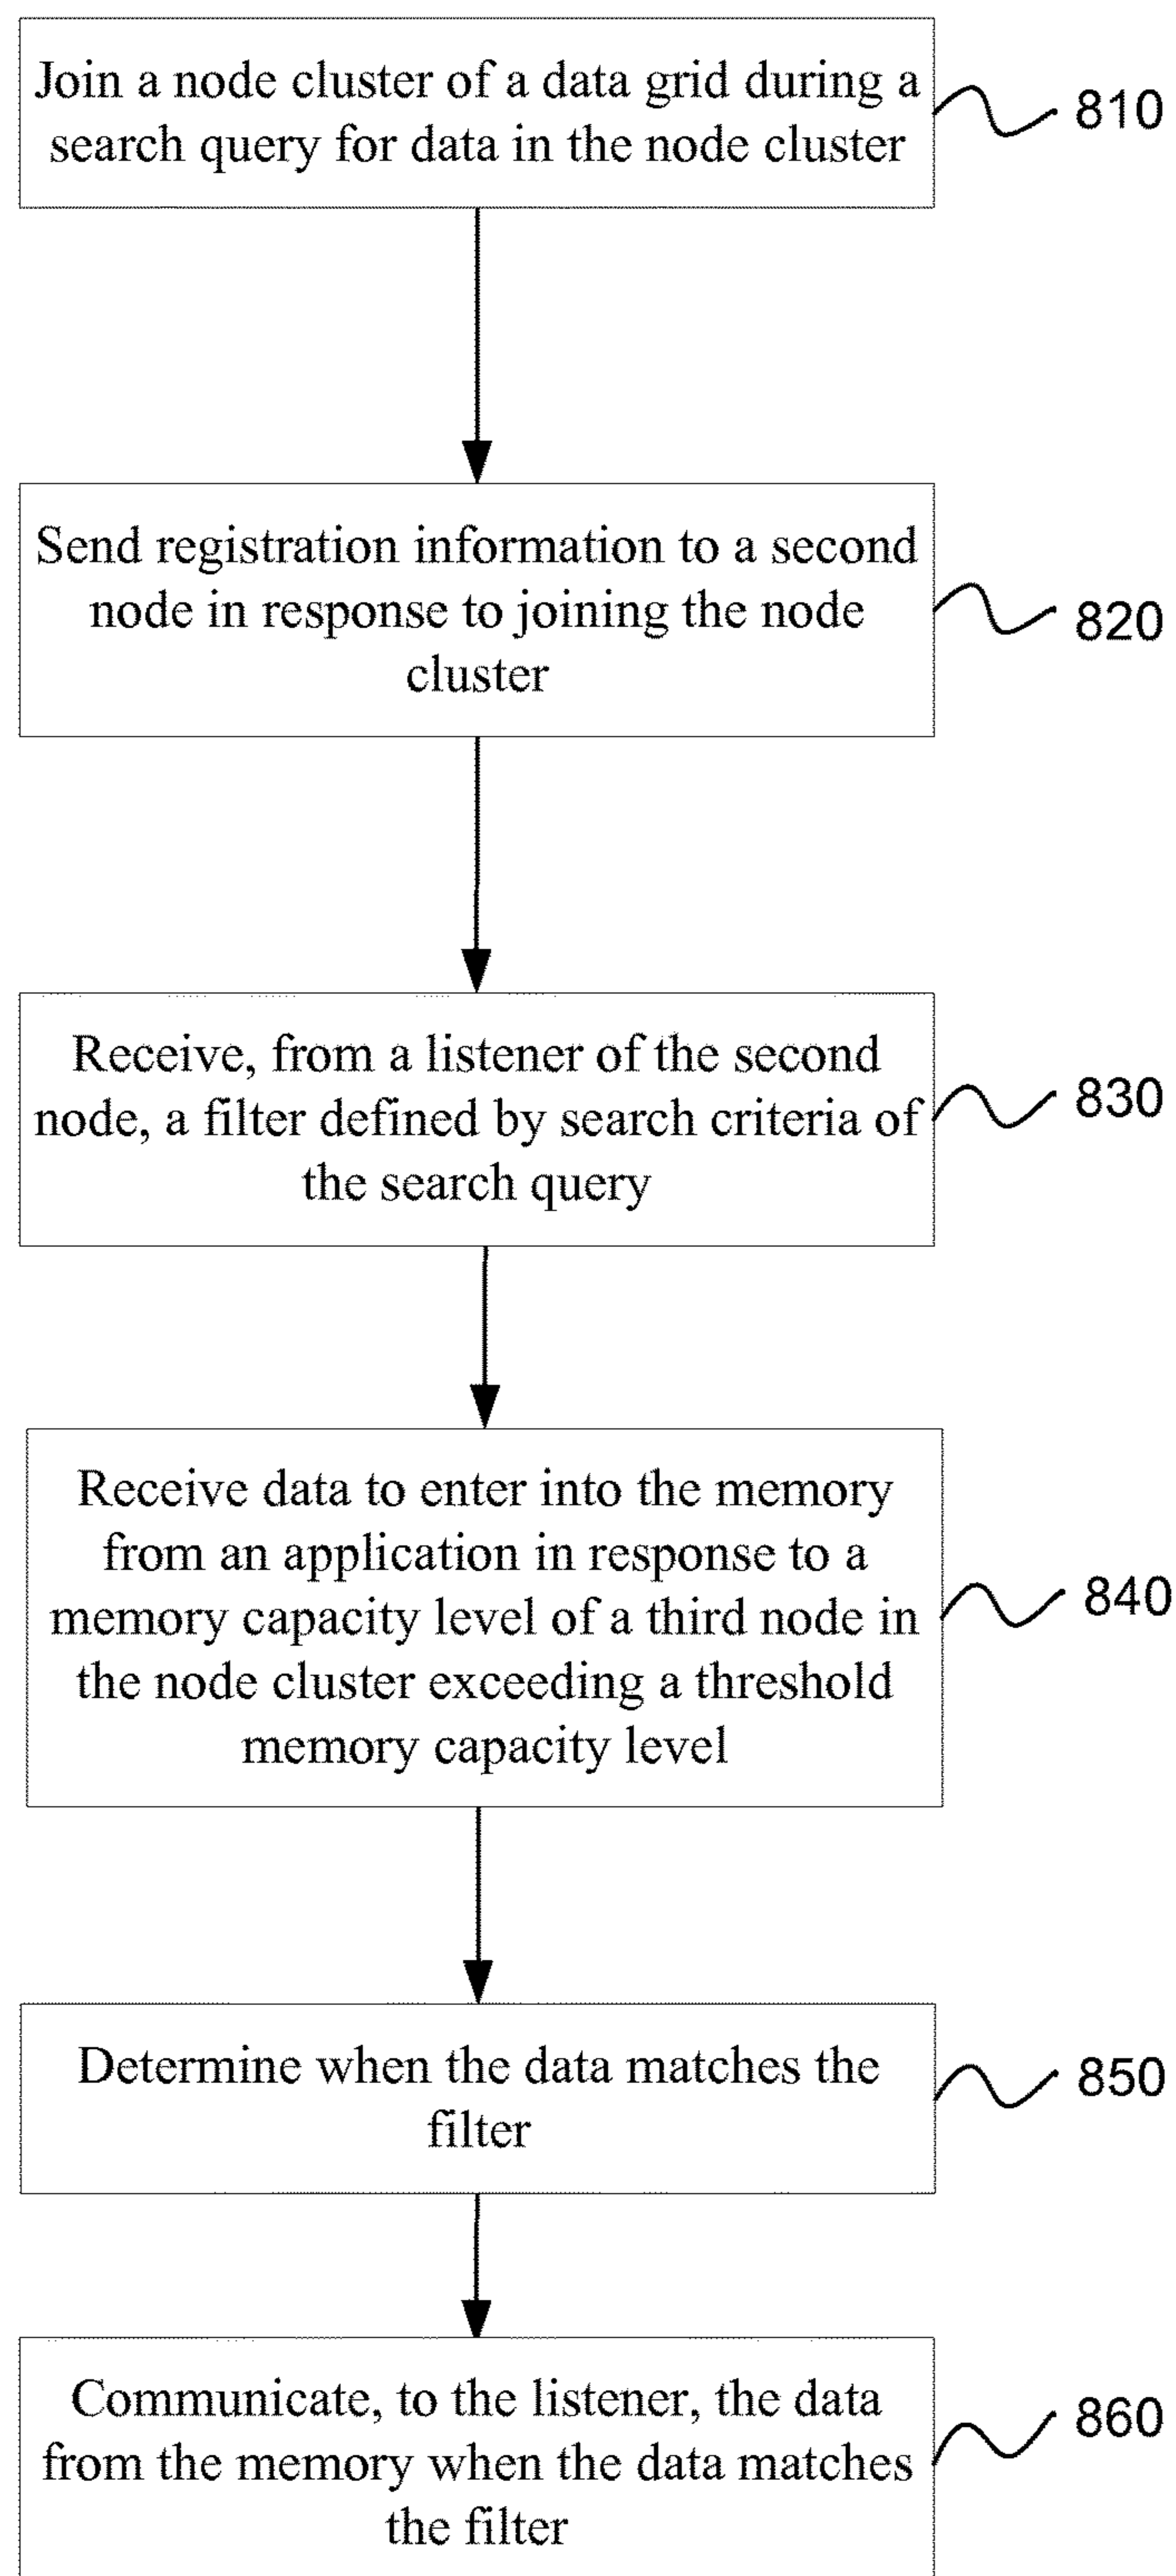 Join a node cluster of a data grid during a
search query for data in the node cluster
810
Send registration information to a second
node in response to joining the node
cluster
820
Receive, from a listener of the second
node, a filter defined by search criteria of
the search query
830
Receive data to enter into the memory
from an application in response to a
memory capacity level of a third node in
the node cluster exceeding a threshold
memory capacity level
840
Determine when the data matches the
filter
850
Communicate, to the listener, the data
from the memory when the data matches
the filter
860